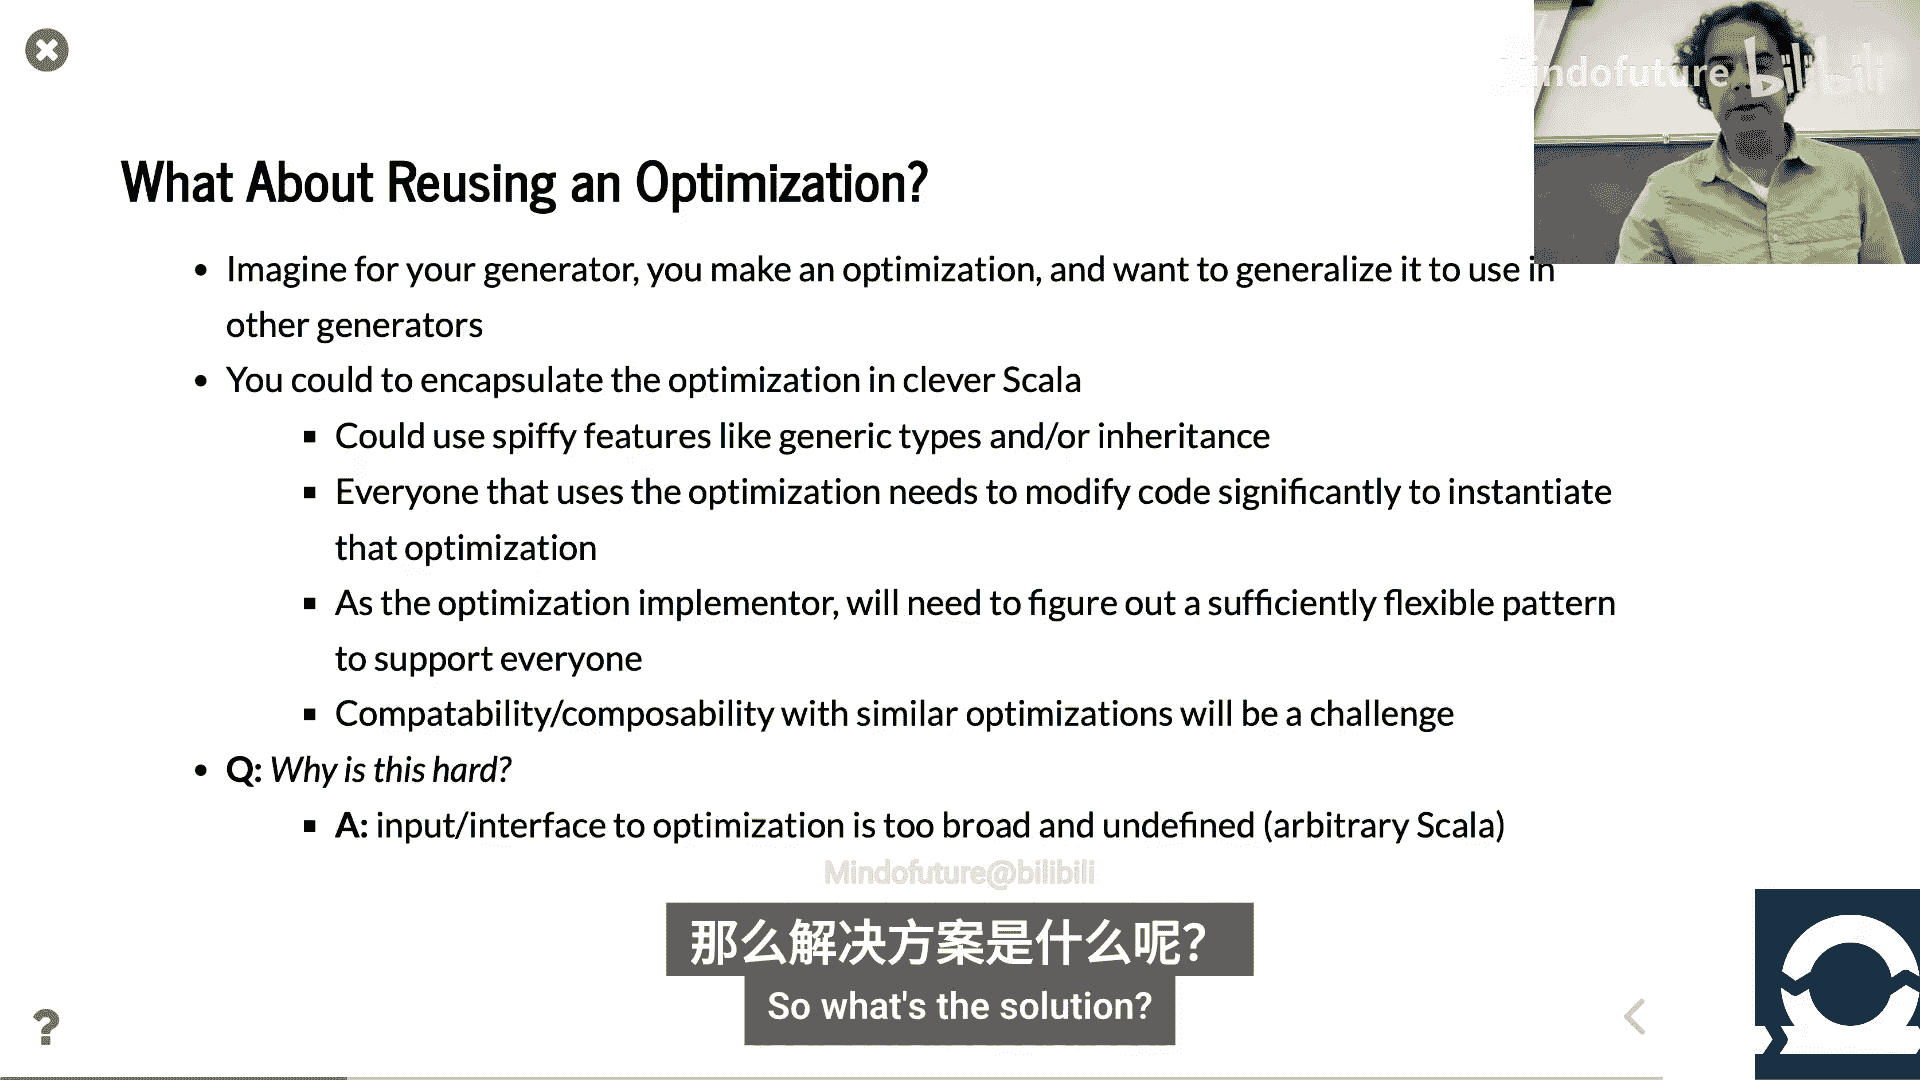 Mindofuture bilibili
What About Reusing an Optimization?
Imagine for your generator, you make an optimization, and want to generalize it to use in
other generators
You could to encapsulate the optimization in clever Scala
Could use spiffy features like generic types and/or inheritance
Everyone that uses the optimization needs to modify code significantly to instantiate
that optimization
As the optimization implementor, will need to figure out a sufficiently flexible pattern
to support everyone
Compatability/composability with similar optimizations will be a challenge
Q: Why is this hard?
A: input/interface to optimization is too broad and undefined (arbitrary Scala)
Mindofuture@bilibili
那么解决方案是什么呢？
So what's the solution?
?